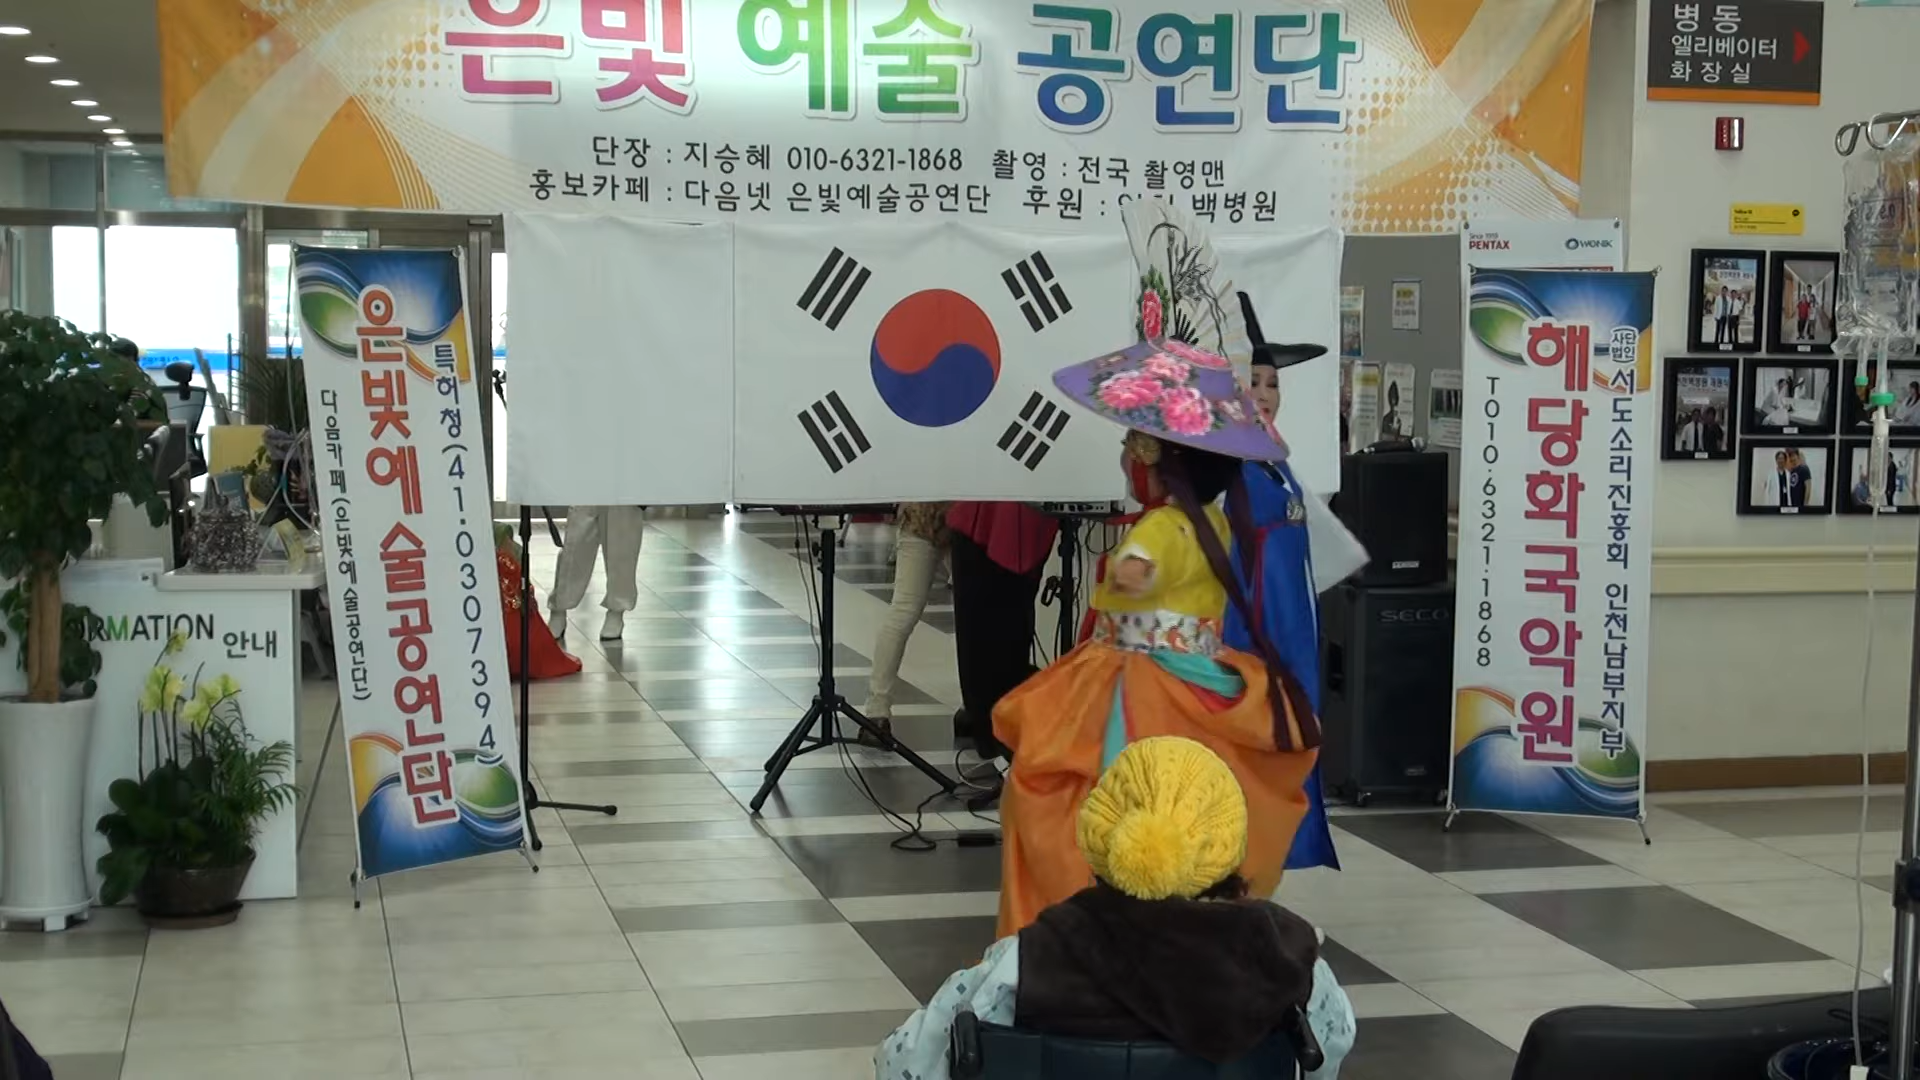 은빛 예술 공연단
단장 : 지승혜 010-6321-1868 촬영 : 전국 촬영맨
홍보카페 : 다음넷 은빛예술공연단 후원 : 백병원
병동
엘리베이터
화장실
Since 1919
PENTAX
WONIK
특허청(41-0307394)
은빛예술공연단
다음카페(은빛예술공연단)
사단법인 서도소리진흥회 인천남부지부
해당화국악원
T010·6321·1868
RMATION 안내
SECO